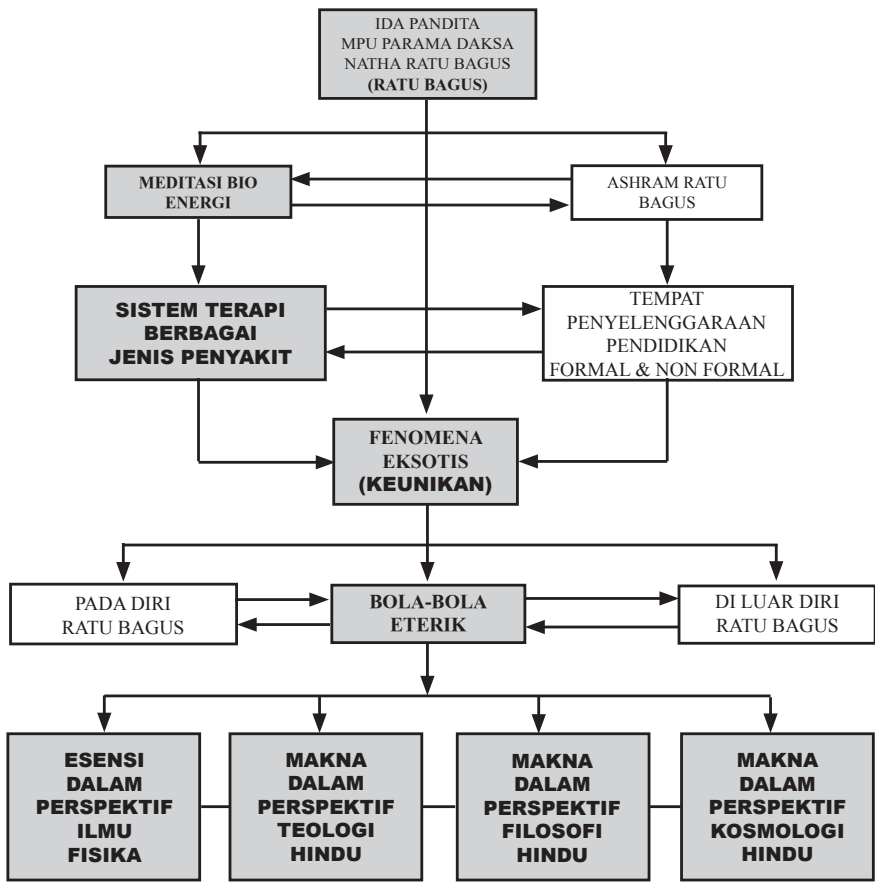 IDA PANDITA
MPU PARAMA DAKSA
NATHA RATU BAGUS
(RATU BAGUS)
MEDITASI BIO
ENERGI
ASHRAM RATU
BAGUS
SISTEM TERAPI
BERBAGAI
JENIS PENYAKIT
TEMPAT
PENYELENGGARAAN
PENDIDIKAN
FORMAL & NON FORMAL
FENOMENA
EKSOTIS
(KEUNIKAN)
PADA DIRI
RATU BAGUS
BOLA-BOLA
ETERIK
DI LUAR DIRI
RATU BAGUS
ESENSI
DALAM
PERSPEKTIF
ILMU
FISIKA
MAKNA
DALAM
PERSPEKTIF
TEOLOGI
HINDU
MAKNA
DALAM
PERSPEKTIF
FILOSOFI
HINDU
MAKNA
DALAM
PERSPEKTIF
KOSMOLOGI
HINDU